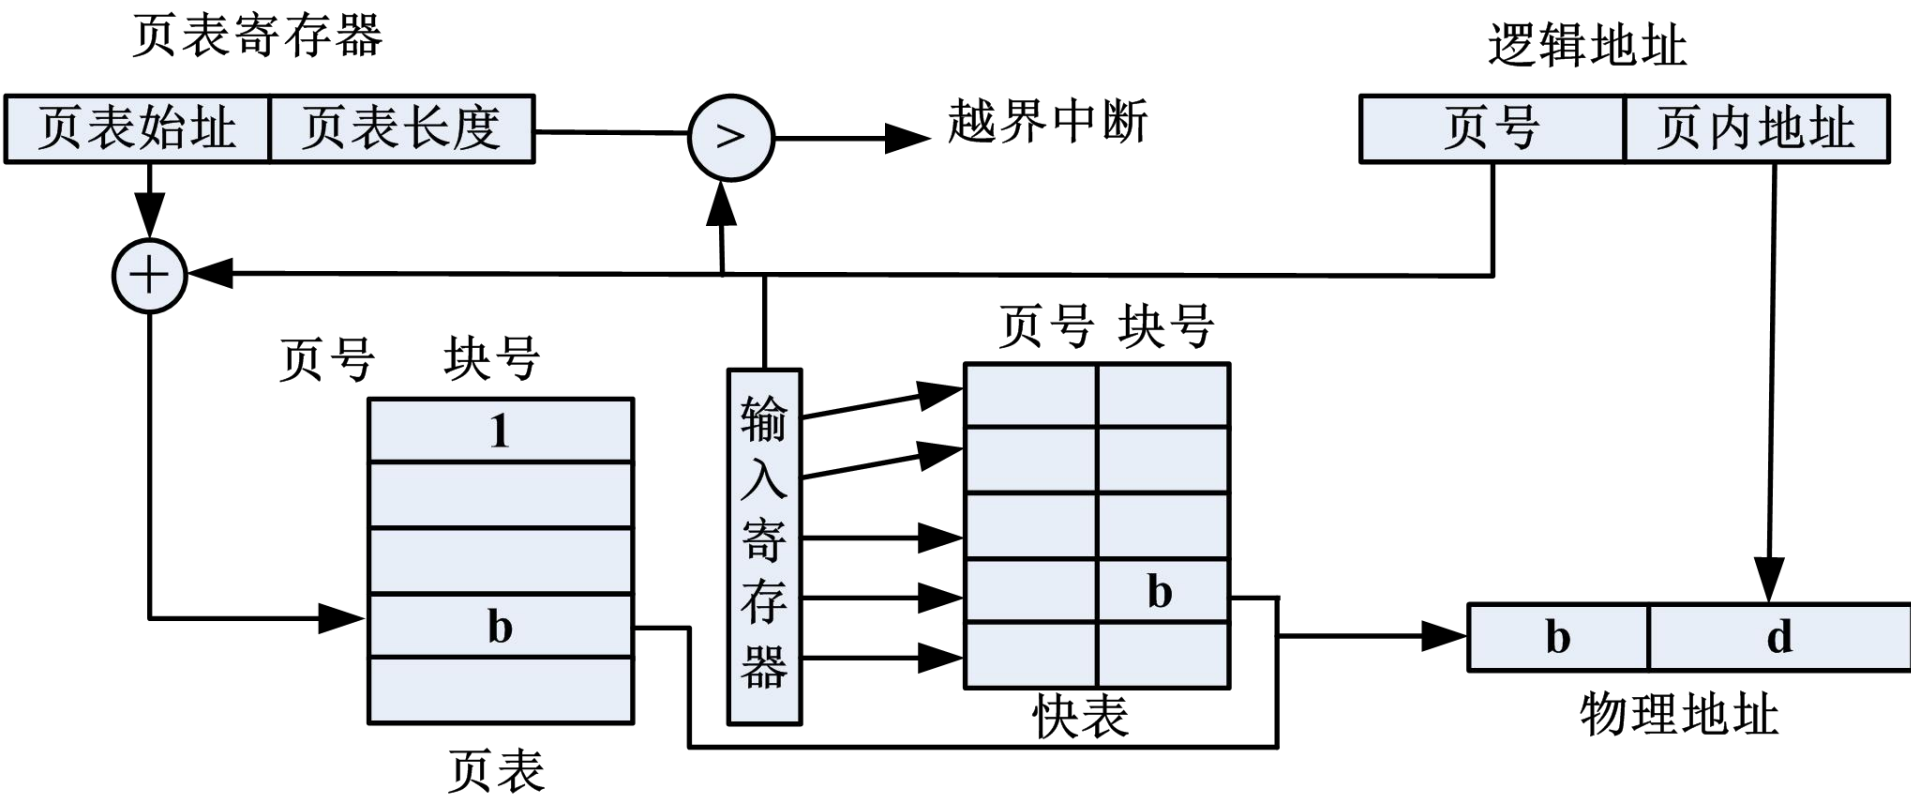 页表寄存器
逻辑地址
页表始址 页表长度
>
越界中断
页号 页内地址
+
页号 块号
页号 块号
1
b
页表
输入寄存器
b
快表
b d
物理地址